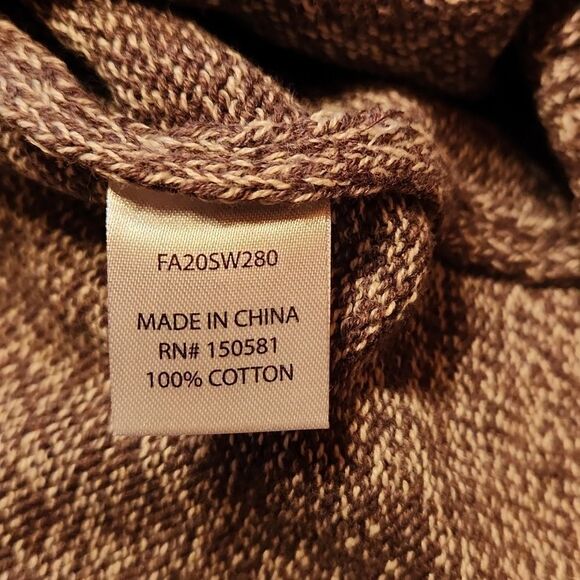 FA20SW280
MADE IN CHINA
RN# 150581
100% COTTON